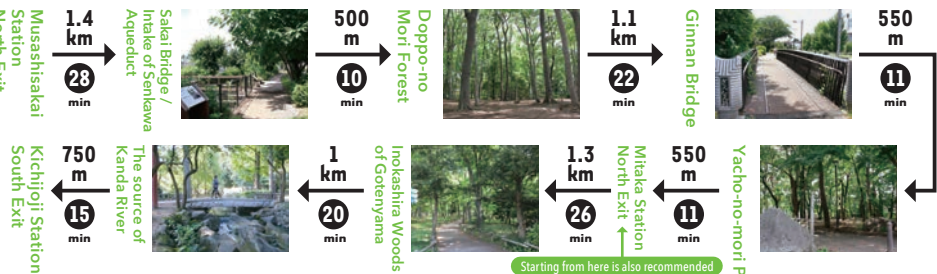 Musashisakai
Station
North Exit
1.4
km
28
min
Sakai Bridge /
Intake of Senkawa
Aqueduct
500
m
10
min
Doppo-no
Mori Forest
1.1
km
22
min
Ginnan Bridge
550
m
11
min
Yacho-no-mori P
550
m
11
min
Mitaka Station
North Exit
Starting from here is also recommended
1.3
km
26
min
Inokashira Woods
of Gotenyama
1
km
20
min
The source of
Kanda River
750
m
15
min
Kichijoji Station
South Exit